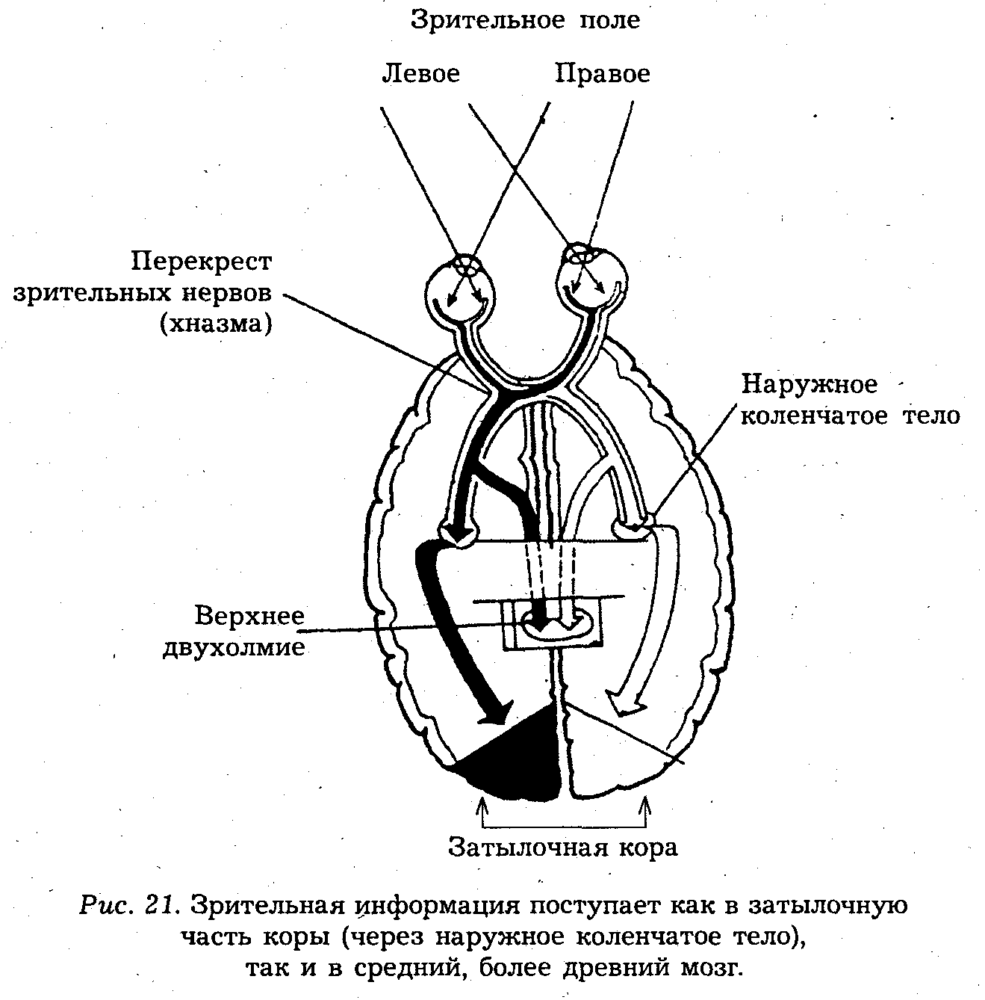 Зрительное поле
Левое Правое
Перекрест
зрительных нервов
(хназма)
Наружное
коленчатое тело
Верхнее
двухолмие
Затылочная кора
Рис. 21. Зрительная информация поступает как в затылочную
часть коры (через наружное коленчатое тело),
так и в средний, более древний мозг.